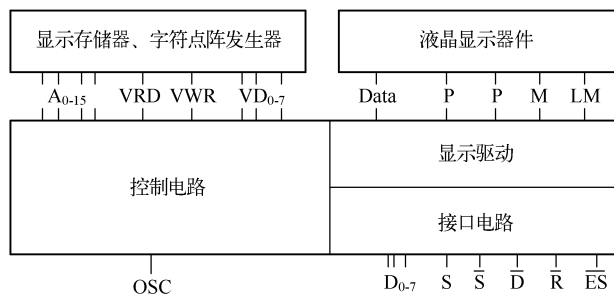 显示存储器、字符点阵发生器
液晶显示器件
A0-15 VRD VWR VD0-7
Data P P M LM
控制电路
显示驱动
接口电路
OSC
D0-7 S S̅ D̅ R̅ E̅S̅